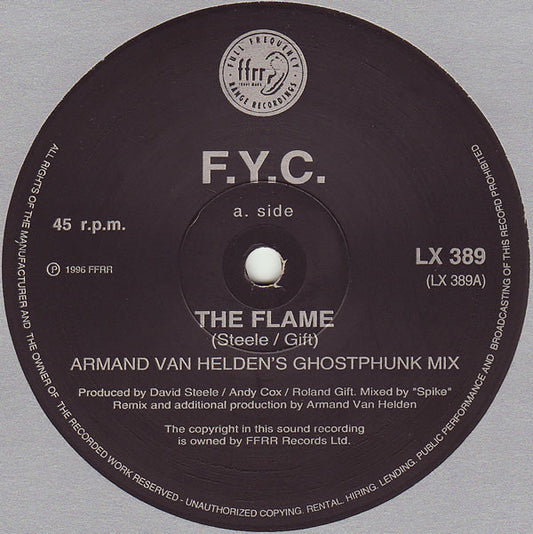 FULL FREQUENCY
ffrr
RANGE RECORDINGS
F.Y.C.
a. side
45 r.p.m.
LX 389
(LX 389A)
℗ 1996 FFRR
THE FLAME
(Steele / Gift)
ARMAND VAN HELDEN'S GHOSTPHUNK MIX
Produced by David Steele / Andy Cox / Roland Gift. Mixed by "Spike"
Remix and additional production by Armand Van Helden
The copyright in this sound recording
is owned by FFRR Records Ltd.
ALL RIGHTS OF THE MANUFACTURER AND THE OWNER OF THE RECORDED WORK RESERVED - UNAUTHORIZED COPYING. RENTAL. HIRING. LENDING. PUBLIC PERFORMANCE AND BROADCASTING OF THIS RECORD PROHIBITED